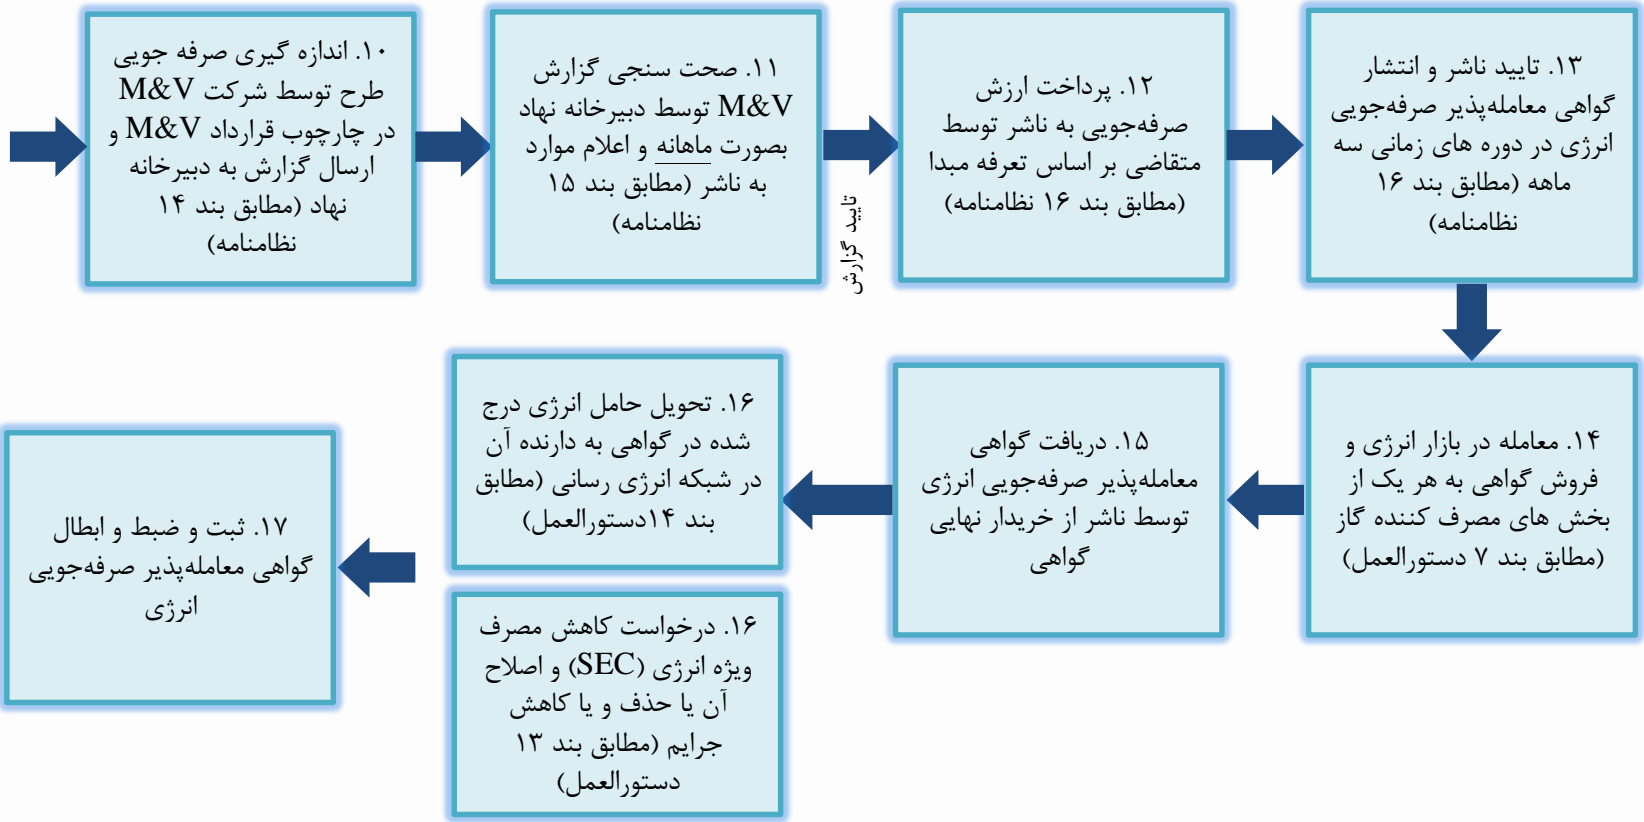 ۱۰. اندازه گیری صرفه جویی
طرح توسط شرکت M&V
در چارچوب قرارداد M&V و
ارسال گزارش به دبیرخانه
نهاد (مطابق بند ۱۴
نظامنامه)
۱۱. صحت سنجی گزارش
M&V توسط دبیرخانه نهاد
بصورت ماهانه و اعلام موارد
به ناشر (مطابق بند ۱۵
نظامنامه)
تایید گزارش
۱۲. پرداخت ارزش
صرفه‌جویی به ناشر توسط
متقاضی بر اساس تعرفه مبدا
(مطابق بند ۱۶ نظامنامه)
۱۳. تایید ناشر و انتشار
گواهی معامله‌پذیر صرفه‌جویی
انرژی در دوره های زمانی سه
ماهه (مطابق بند ۱۶
نظامنامه)
۱۴. معامله در بازار انرژی و
فروش گواهی به هر یک از
بخش های مصرف کننده گاز
(مطابق بند ۷ دستورالعمل)
۱۵. دریافت گواهی
معامله‌پذیر صرفه‌جویی انرژی
توسط ناشر از خریدار نهایی
گواهی
۱۶. تحویل حامل انرژی درج
شده در گواهی به دارنده آن
در شبکه انرژی رسانی (مطابق
بند ۱۴دستورالعمل)
۱۶. درخواست کاهش مصرف
ویژه انرژی (SEC) و اصلاح
آن یا حذف و یا کاهش
جرایم (مطابق بند ۱۳
دستورالعمل)
۱۷. ثبت و ضبط و ابطال
گواهی معامله‌پذیر صرفه‌جویی
انرژی